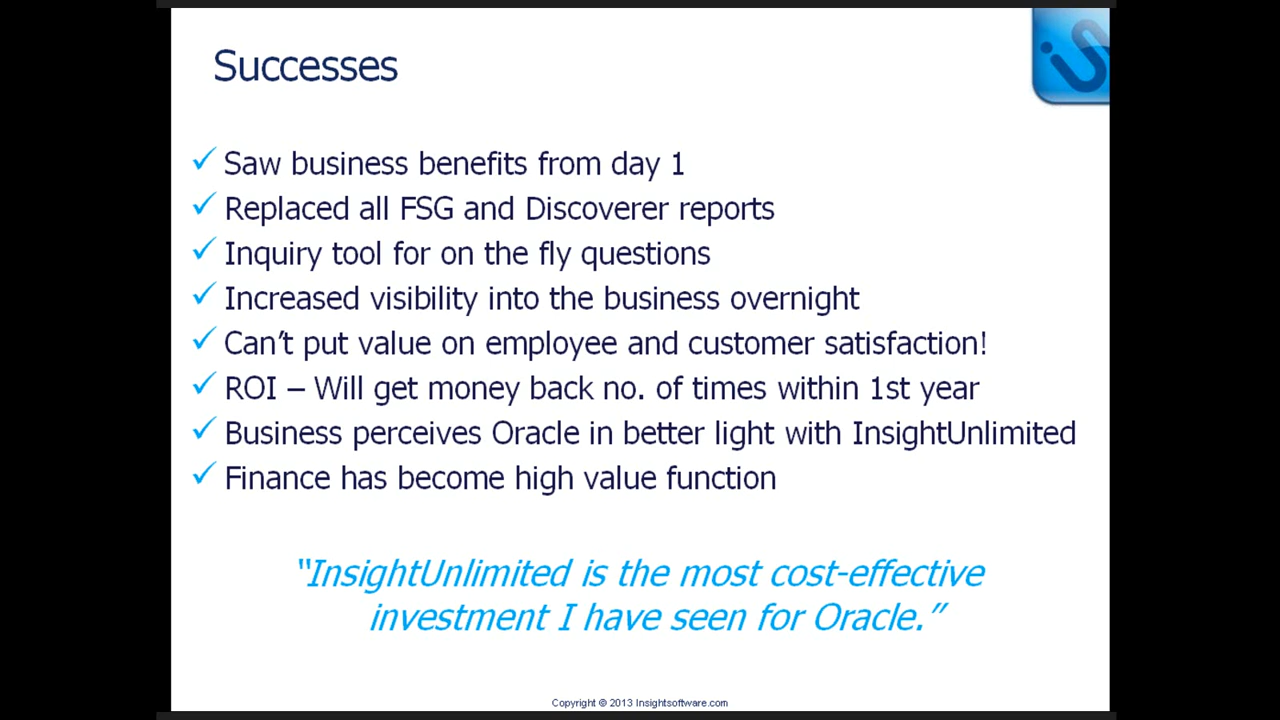 Successes
✓ Saw business benefits from day 1
✓ Replaced all FSG and Discoverer reports
✓ Inquiry tool for on the fly questions
✓ Increased visibility into the business overnight
✓ Can't put value on employee and customer satisfaction!
✓ ROI – Will get money back no. of times within 1st year
✓ Business perceives Oracle in better light with InsightUnlimited
✓ Finance has become high value function
“InsightUnlimited is the most cost-effective
investment I have seen for Oracle.”
Copyright © 2013 Insightsoftware.com